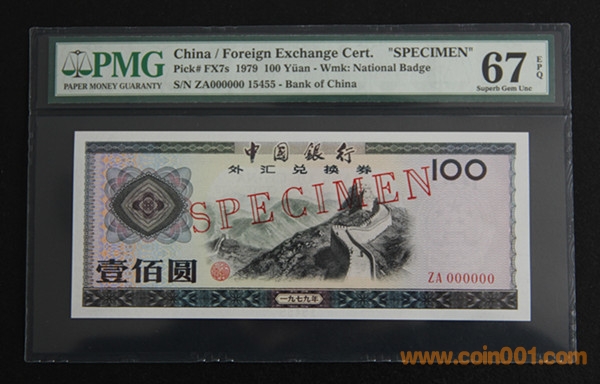 PMG
PAPER MONEY GUARANTY
China / Foreign Exchange Cert. "SPECIMEN"
Pick# FX7s 1979 100 Yüan - Wmk: National Badge
S/N ZA000000 15455 - Bank of China
67 EPQ
Superb Gem Unc
中国银行
外汇兑换券
100
SPECIMEN
壹佰圆
ZA 000000
一九七九年
www.coin001.com